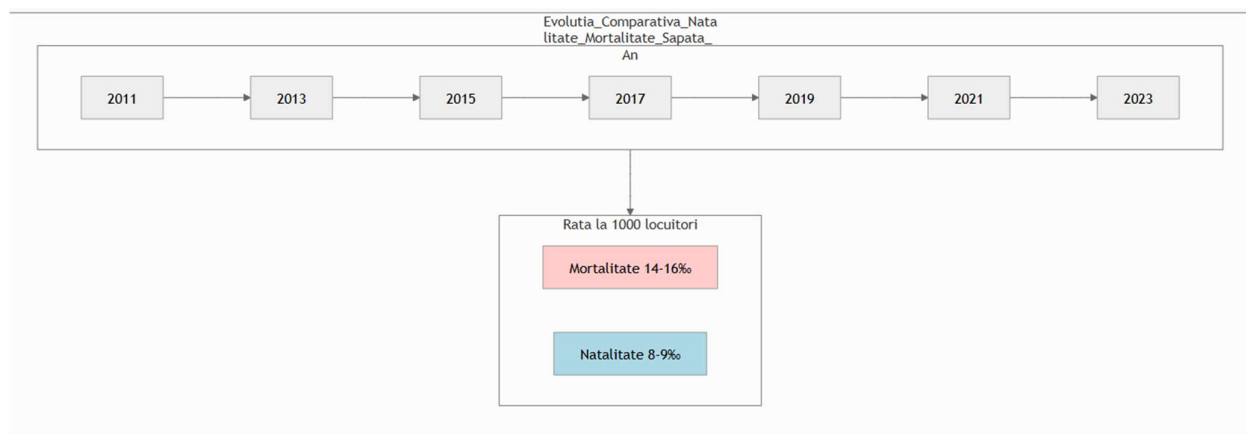 Evolutia_Comparativa_Nata
litate_Mortalitate_Sapata_
An
2011
2013
2015
2017
2019
2021
2023
Rata la 1000 locuitori
Mortalitate 14-16‰
Natalitate 8-9‰